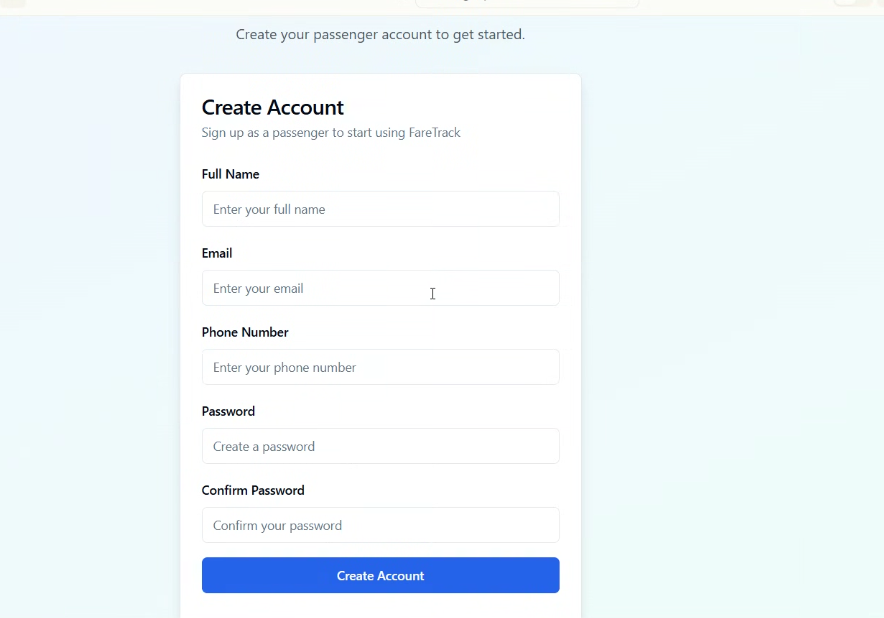 Create your passenger account to get started.
Create Account
Sign up as a passenger to start using FareTrack
Full Name
Enter your full name
Email
Enter your email
Phone Number
Enter your phone number
Password
Create a password
Confirm Password
Confirm your password
Create Account